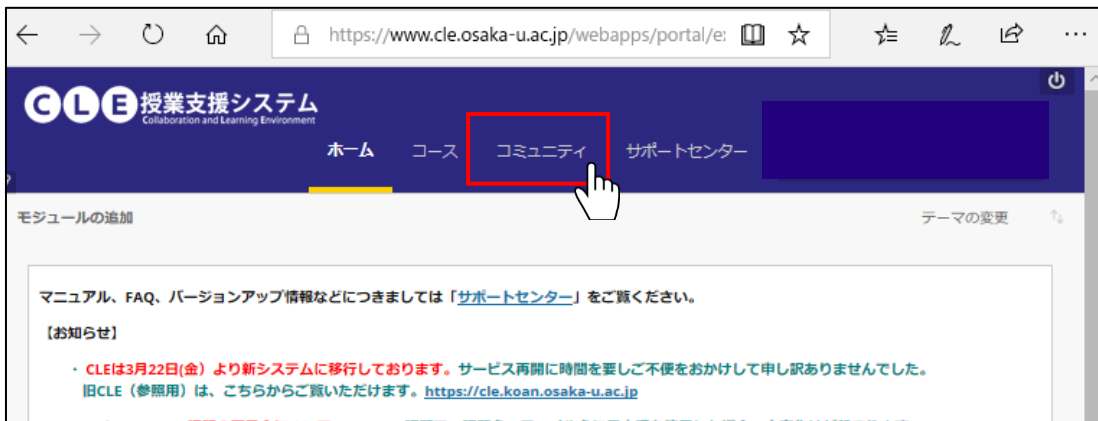 https://www.cle.osaka-u.ac.jp/webapps/portal/e
CLE 授業支援システム
Collaboration and Learning Environment
ホーム コース コミュニティ サポートセンター
モジュールの追加 テーマの変更
マニュアル、FAQ、バージョンアップ情報などにつきましては「サポートセンター」をご覧ください。
【お知らせ】
・ CLEは3月22日(金）より新システムに移行しております。サービス再開に時間を要しご不便をおかけして申し訳ありませんでした。
旧CLE（参照用）は、こちらからご覧いただけます。https://cle.koan.osaka-u.ac.jp